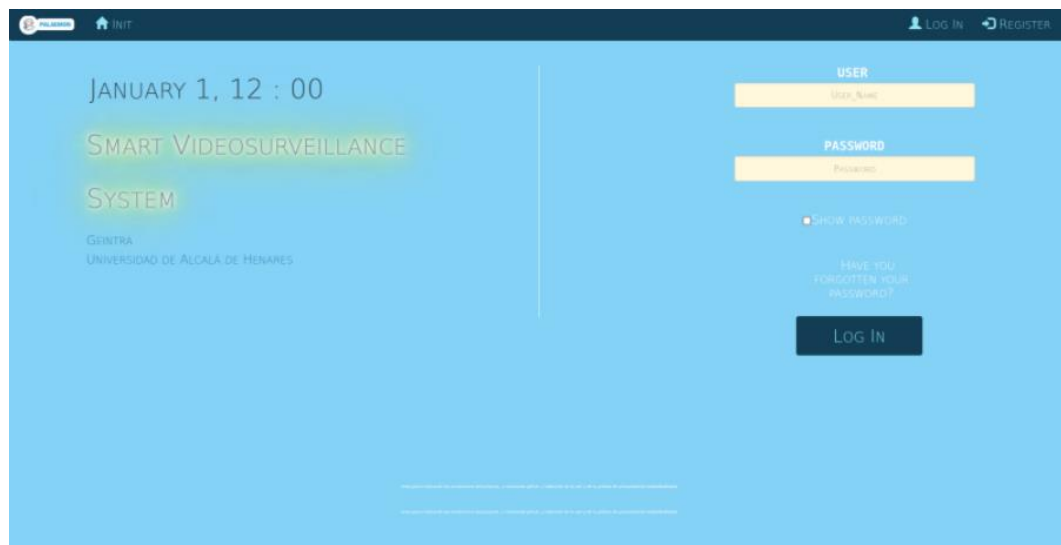 PALAEMON
INIT
LOG IN
REGISTER
JANUARY 1, 12 : 00
SMART VIDEOSURVEILLANCE
SYSTEM
GEINTRA
UNIVERSIDAD DE ALCALA DE HENARES
USER
USER_NAME
PASSWORD
PASSWORD
SHOW PASSWORD
HAVE YOU
FORGOTTEN YOUR
PASSWORD?
LOG IN